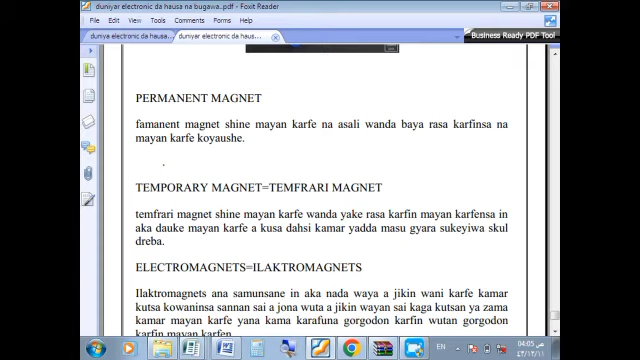 duniyar electronic da hausa na bugawa..pdf - Foxit Reader
File Edit View Tools Comments Forms Help
duniya electronic da hausa...
duniyar electronic da haus...
Business Ready PDF Tool
PERMANENT MAGNET
famanent magnet shine mayan karfe na asali wanda baya rasa karfinsa na
mayan karfe koyaushe.
.
TEMPORARY MAGNET=TEMFRARI MAGNET
temfrari magnet shine mayan karfe wanda yake rasa karfin mayan karfensa in
aka dauke mayan karfe a kusa dahsi kamar yadda masu gyara sukeyiwa skul
dreba.
ELECTROMAGNETS=ILAKTROMAGNETS
Ilaktromagnets ana samunsane in aka nada waya a jikin wani karfe kamar
kutsa kowaninsa sannan sai a jona wuta a jikin wayan sai kaga kutsan ya zama
kamar mayan karfe yana kama karafuna gorgodon karfin wutan gorgodon
karfin mayan karfen
EN
04:05 ص